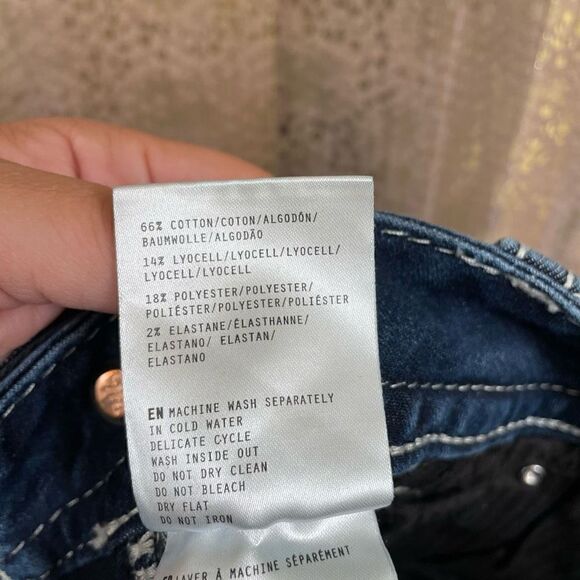 66% COTTON/COTON/ALGODÓN/
BAUMWOLLE/ALGODÃO
14% LYOCELL/LYOCELL/LYOCELL/
LYOCELL/LYOCELL
18% POLYESTER/POLYESTER/
POLIÉSTER/POLYESTER/POLIÉSTER
2% ELASTANE/ÉLASTHANNE/
ELASTANO/ ELASTAN/
ELASTANO
EN MACHINE WASH SEPARATELY
IN COLD WATER
DELICATE CYCLE
WASH INSIDE OUT
DO NOT DRY CLEAN
DO NOT BLEACH
DRY FLAT
DO NOT IRON
LAVER À MACHINE SÉPARÉMENT